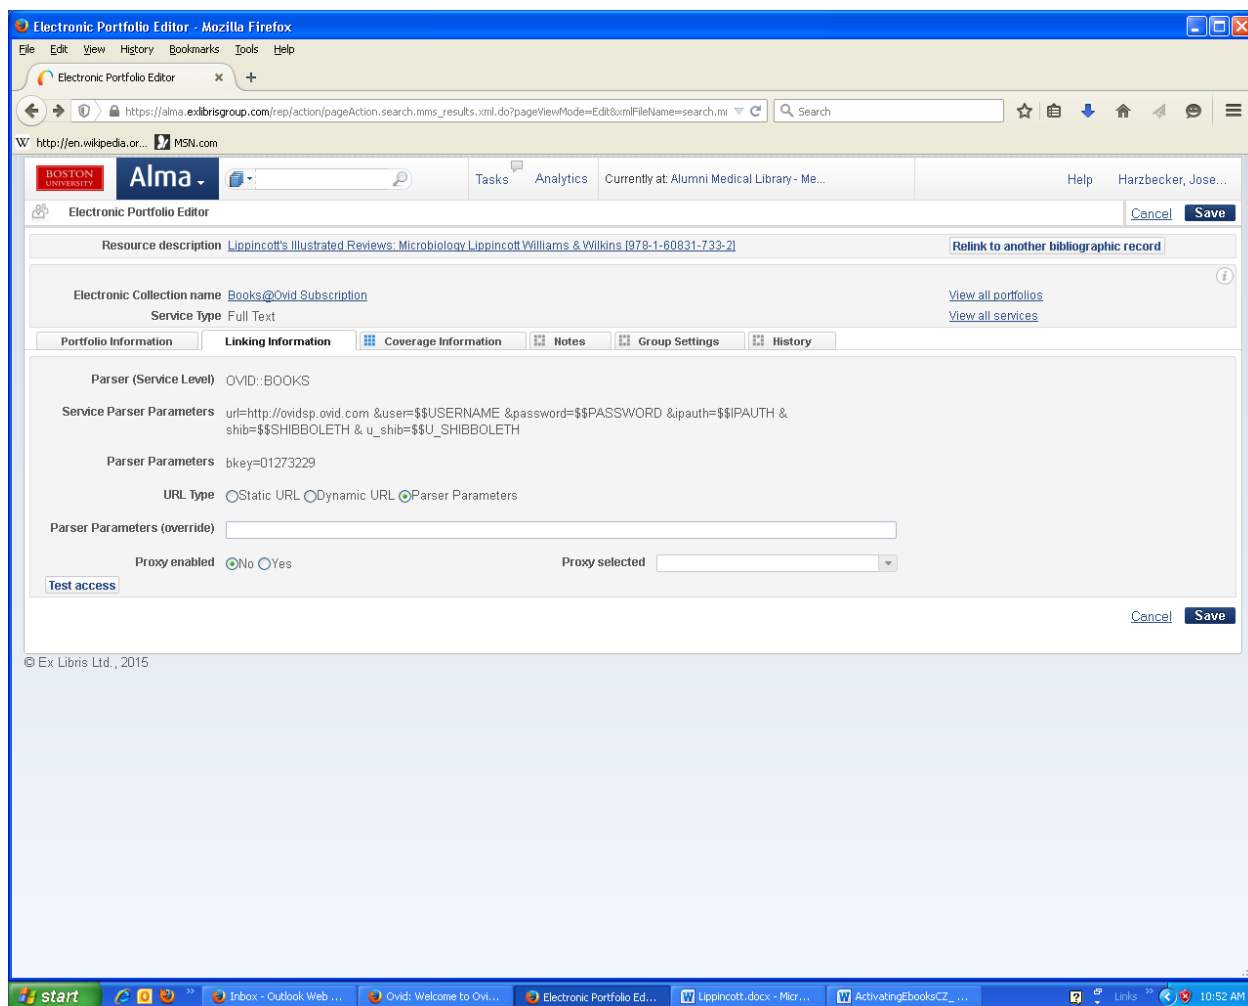 Electronic Portfolio Editor - Mozilla Firefox
File Edit View History Bookmarks Tools Help
Electronic Portfolio Editor × +
https://alma.exlibrisgroup.com/rep/action/pageAction.search.mms_results.xml.do?pageViewMode=Edit&xmlFileName=search.m Search
W http://en.wikipedia.or... MSN.com
BOSTON UNIVERSITY Alma Tasks Analytics Currently at: Alumni Medical Library - Me... Help Harzbecker, Jose...
Electronic Portfolio Editor Cancel Save
Resource description Lippincott's Illustrated Reviews: Microbiology Lippincott Williams & Wilkins [978-1-60831-733-2] Relink to another bibliographic record
Electronic Collection name Books@Ovid Subscription View all portfolios
Service Type Full Text View all services
Portfolio Information Linking Information Coverage Information Notes Group Settings History
Parser (Service Level) OVID::BOOKS
Service Parser Parameters url=http://ovidsp.ovid.com &user=$$USERNAME &password=$$PASSWORD &ipauth=$$IPAUTH &
shib=$$SHIBBOLETH & u_shib=$$U_SHIBBOLETH
Parser Parameters bkey=01273229
URL Type Static URL Dynamic URL Parser Parameters
Parser Parameters (override)
Proxy enabled No Yes Proxy selected
Test access
Cancel Save
© Ex Libris Ltd., 2015
start Inbox - Outlook Web ... Ovid: Welcome to Ovi... Electronic Portfolio Ed... Lippincott.docx - Micr... ActivatingEbooksCZ_ ... Links 10:52 AM